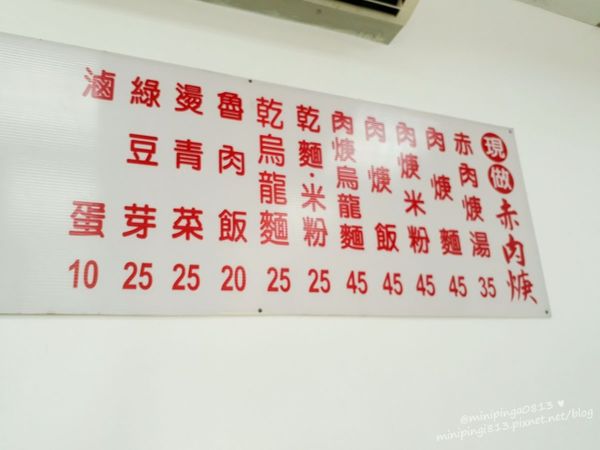 現做赤肉焿
赤肉焿湯 35
肉焿麵 45
肉焿米粉 45
肉焿飯 45
肉焿烏龍麵 45
乾麵·米粉 25
乾烏龍麵 25
魯肉飯 20
燙青菜 25
綠豆芽 25
滷蛋 10
@miniping0813 ♥
minipingi813.pixnet.net/blog